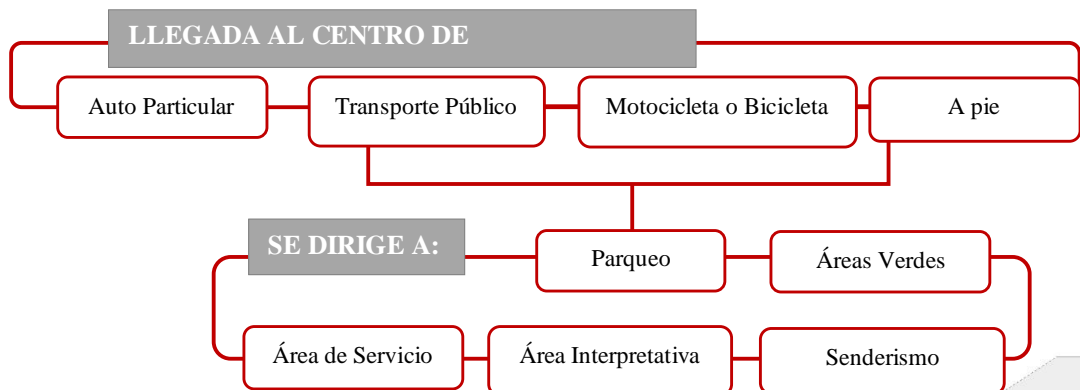 LLEGADA AL CENTRO DE
Auto Particular
Transporte Público
Motocicleta o Bicicleta
A pie
SE DIRIGE A:
Parqueo
Áreas Verdes
Área de Servicio
Área Interpretativa
Senderismo